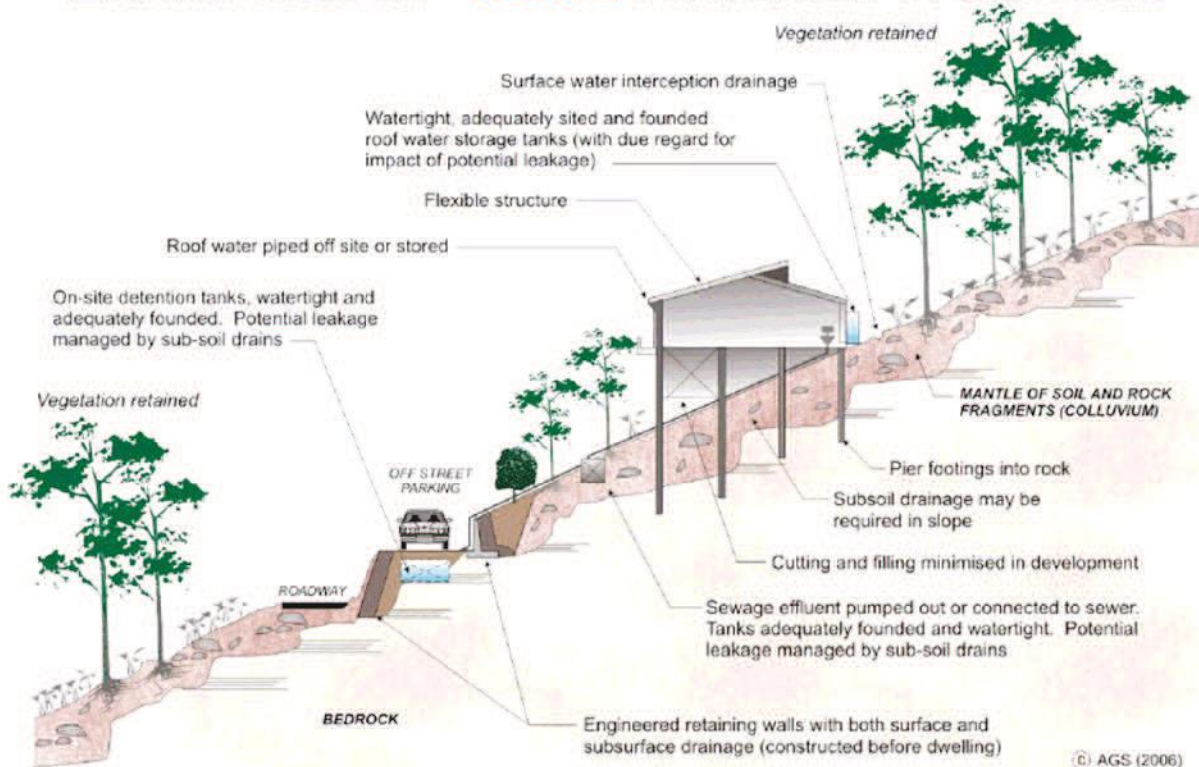 Vegetation retained
Surface water interception drainage
Watertight, adequately sited and founded
roof water storage tanks (with due regard for
impact of potential leakage)
Flexible structure
Roof water piped off site or stored
On-site detention tanks, watertight and
adequately founded. Potential leakage
managed by sub-soil drains
Vegetation retained
MANTLE OF SOIL AND ROCK
FRAGMENTS (COLLUVIUM)
OFF STREET
PARKING
Pier footings into rock
Subsoil drainage may be
required in slope
Cutting and filling minimised in development
ROADWAY
Sewage effluent pumped out or connected to sewer.
Tanks adequately founded and watertight. Potential
leakage managed by sub-soil drains
BEDROCK
Engineered retaining walls with both surface and
subsurface drainage (constructed before dwelling)
(c) AGS (2006)